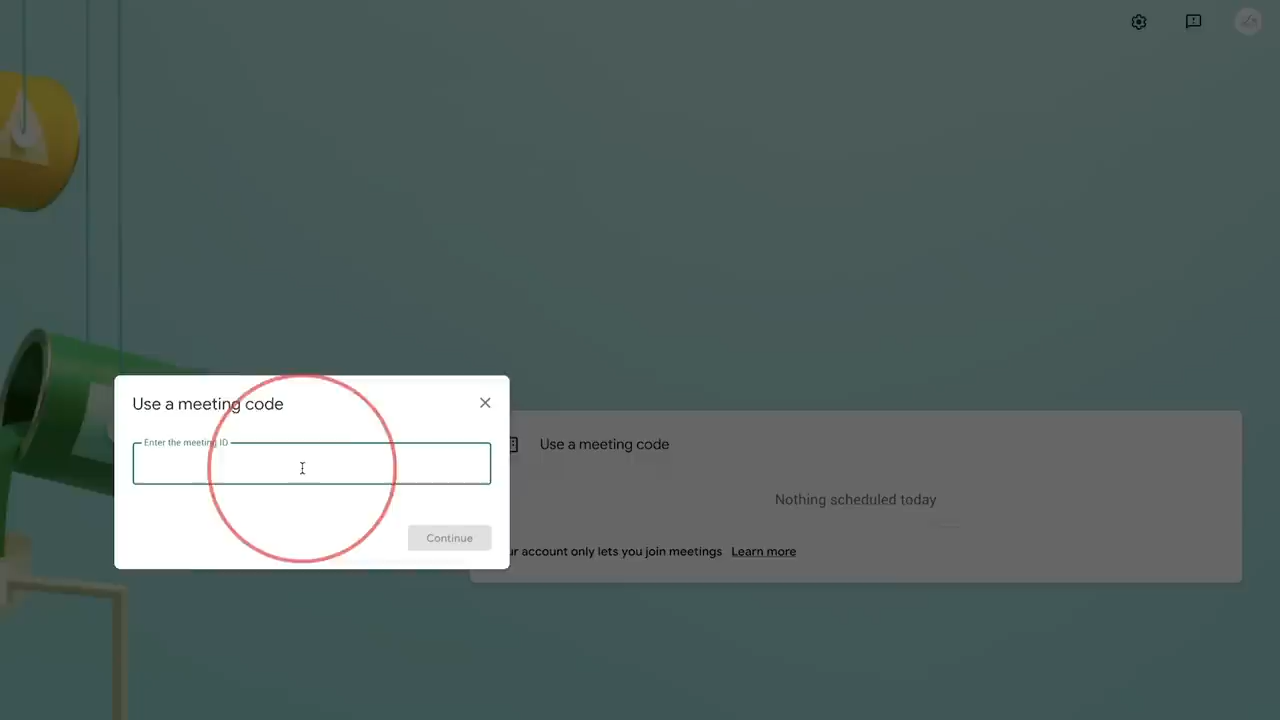 Use a meeting code
Enter the meeting ID
Continue
Use a meeting code
Nothing scheduled today
account only lets you join meetings Learn more